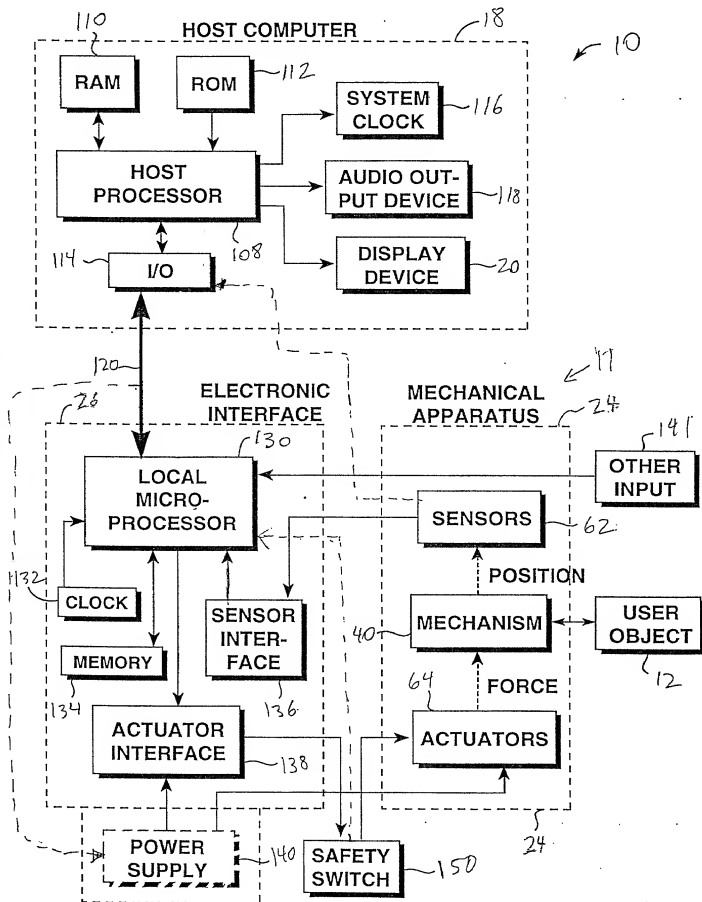 HOST COMPUTER
18
10
110
RAM
ROM
112
SYSTEM
CLOCK
116
HOST
PROCESSOR
108
AUDIO OUT-
PUT DEVICE
118
114
I/O
DISPLAY
DEVICE
20
120
11
26
ELECTRONIC
INTERFACE
MECHANICAL
APPARATUS
24
130
LOCAL
MICRO-
PROCESSOR
141
OTHER
INPUT
SENSORS
62
132
CLOCK
POSITION
SENSOR
INTER-
FACE
136
MECHANISM
40
USER
OBJECT
12
MEMORY
134
FORCE
64
ACTUATORS
ACTUATOR
INTERFACE
138
24
POWER
SUPPLY
140
SAFETY
SWITCH
150